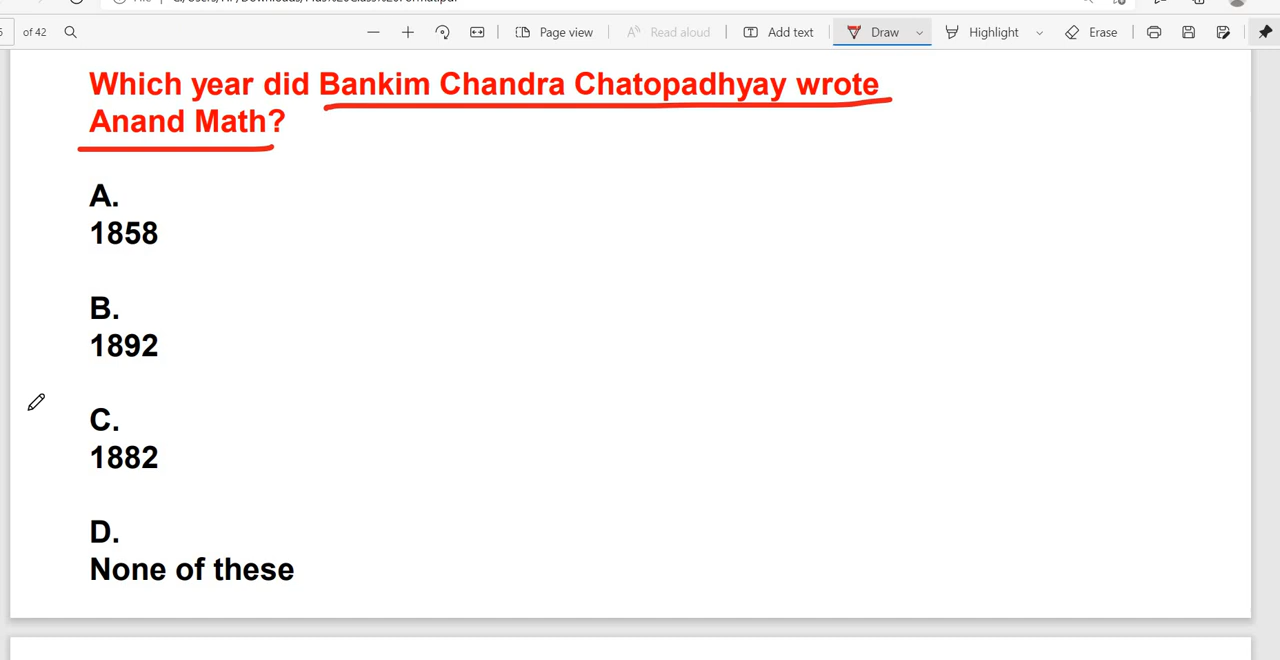 of 42
Page view
Read aloud
Add text
Draw
Highlight
Erase
Which year did Bankim Chandra Chatopadhyay wrote
Anand Math?
A.
1858
B.
1892
C.
1882
D.
None of these